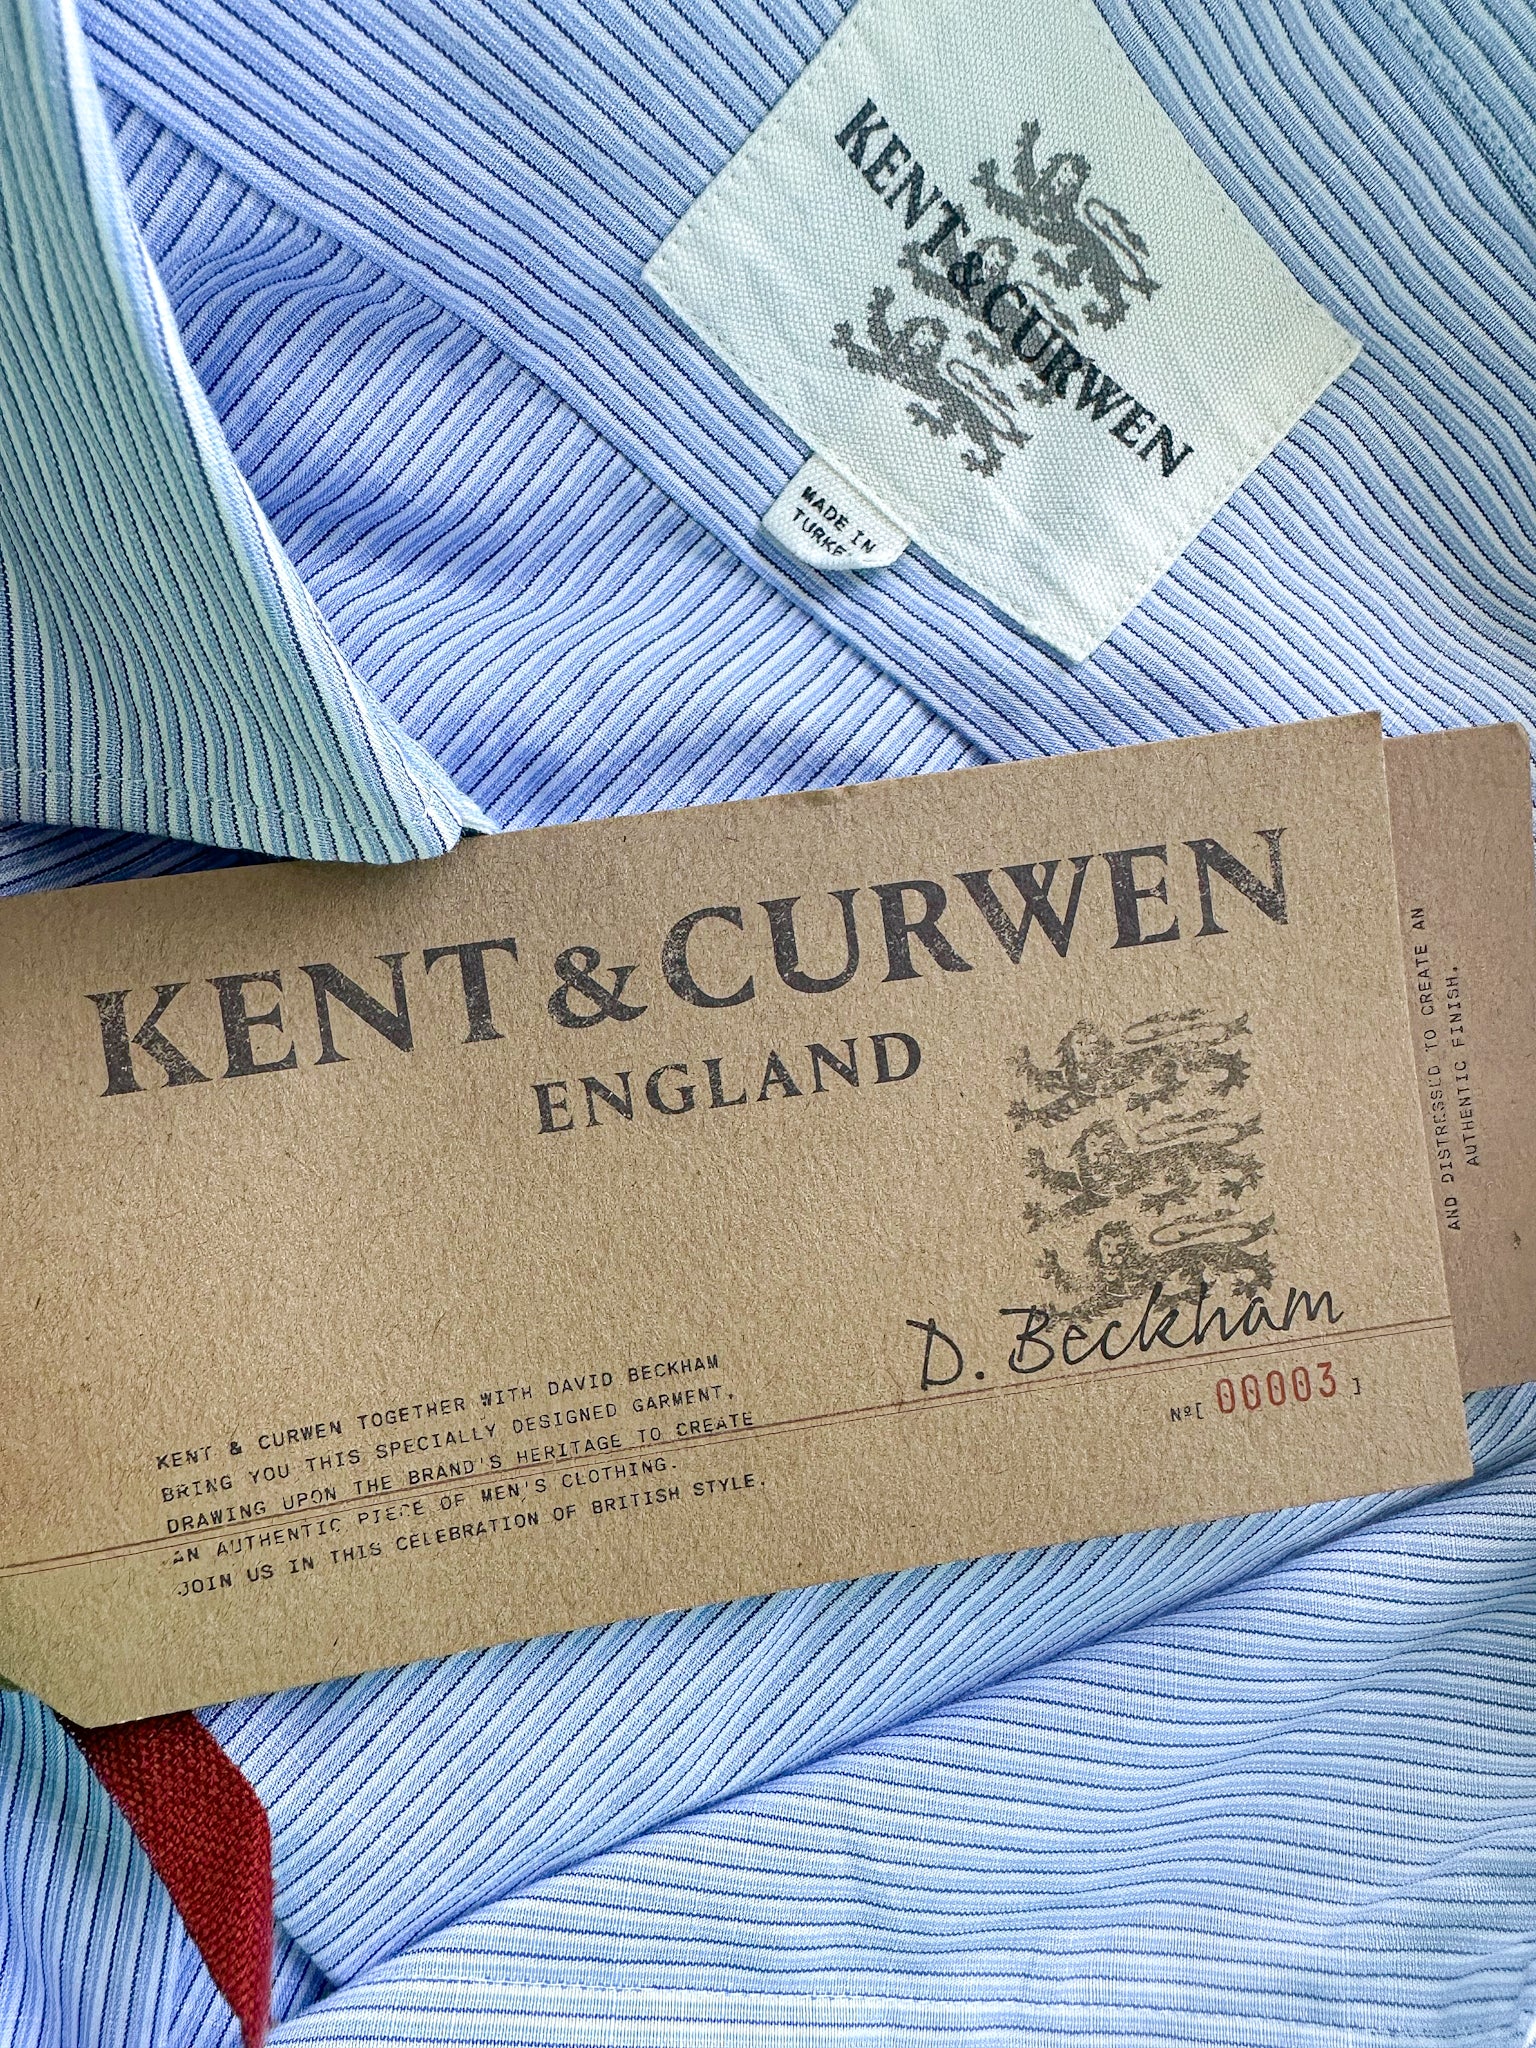 KENT&CURWEN
MADE IN
TURKE
KENT & CURWEN
ENGLAND
D. Beckham
Nº[ 00003 ]
KENT & CURWEN TOGETHER WITH DAVID BECKHAM
BRING YOU THIS SPECIALLY DESIGNED GARMENT,
DRAWING UPON THE BRAND'S HERITAGE TO CREATE
AN AUTHENTIC PIECE OF MEN'S CLOTHING.
JOIN US IN THIS CELEBRATION OF BRITISH STYLE.
AND DISTRESSED TO CREATE AN
AUTHENTIC FINISH.